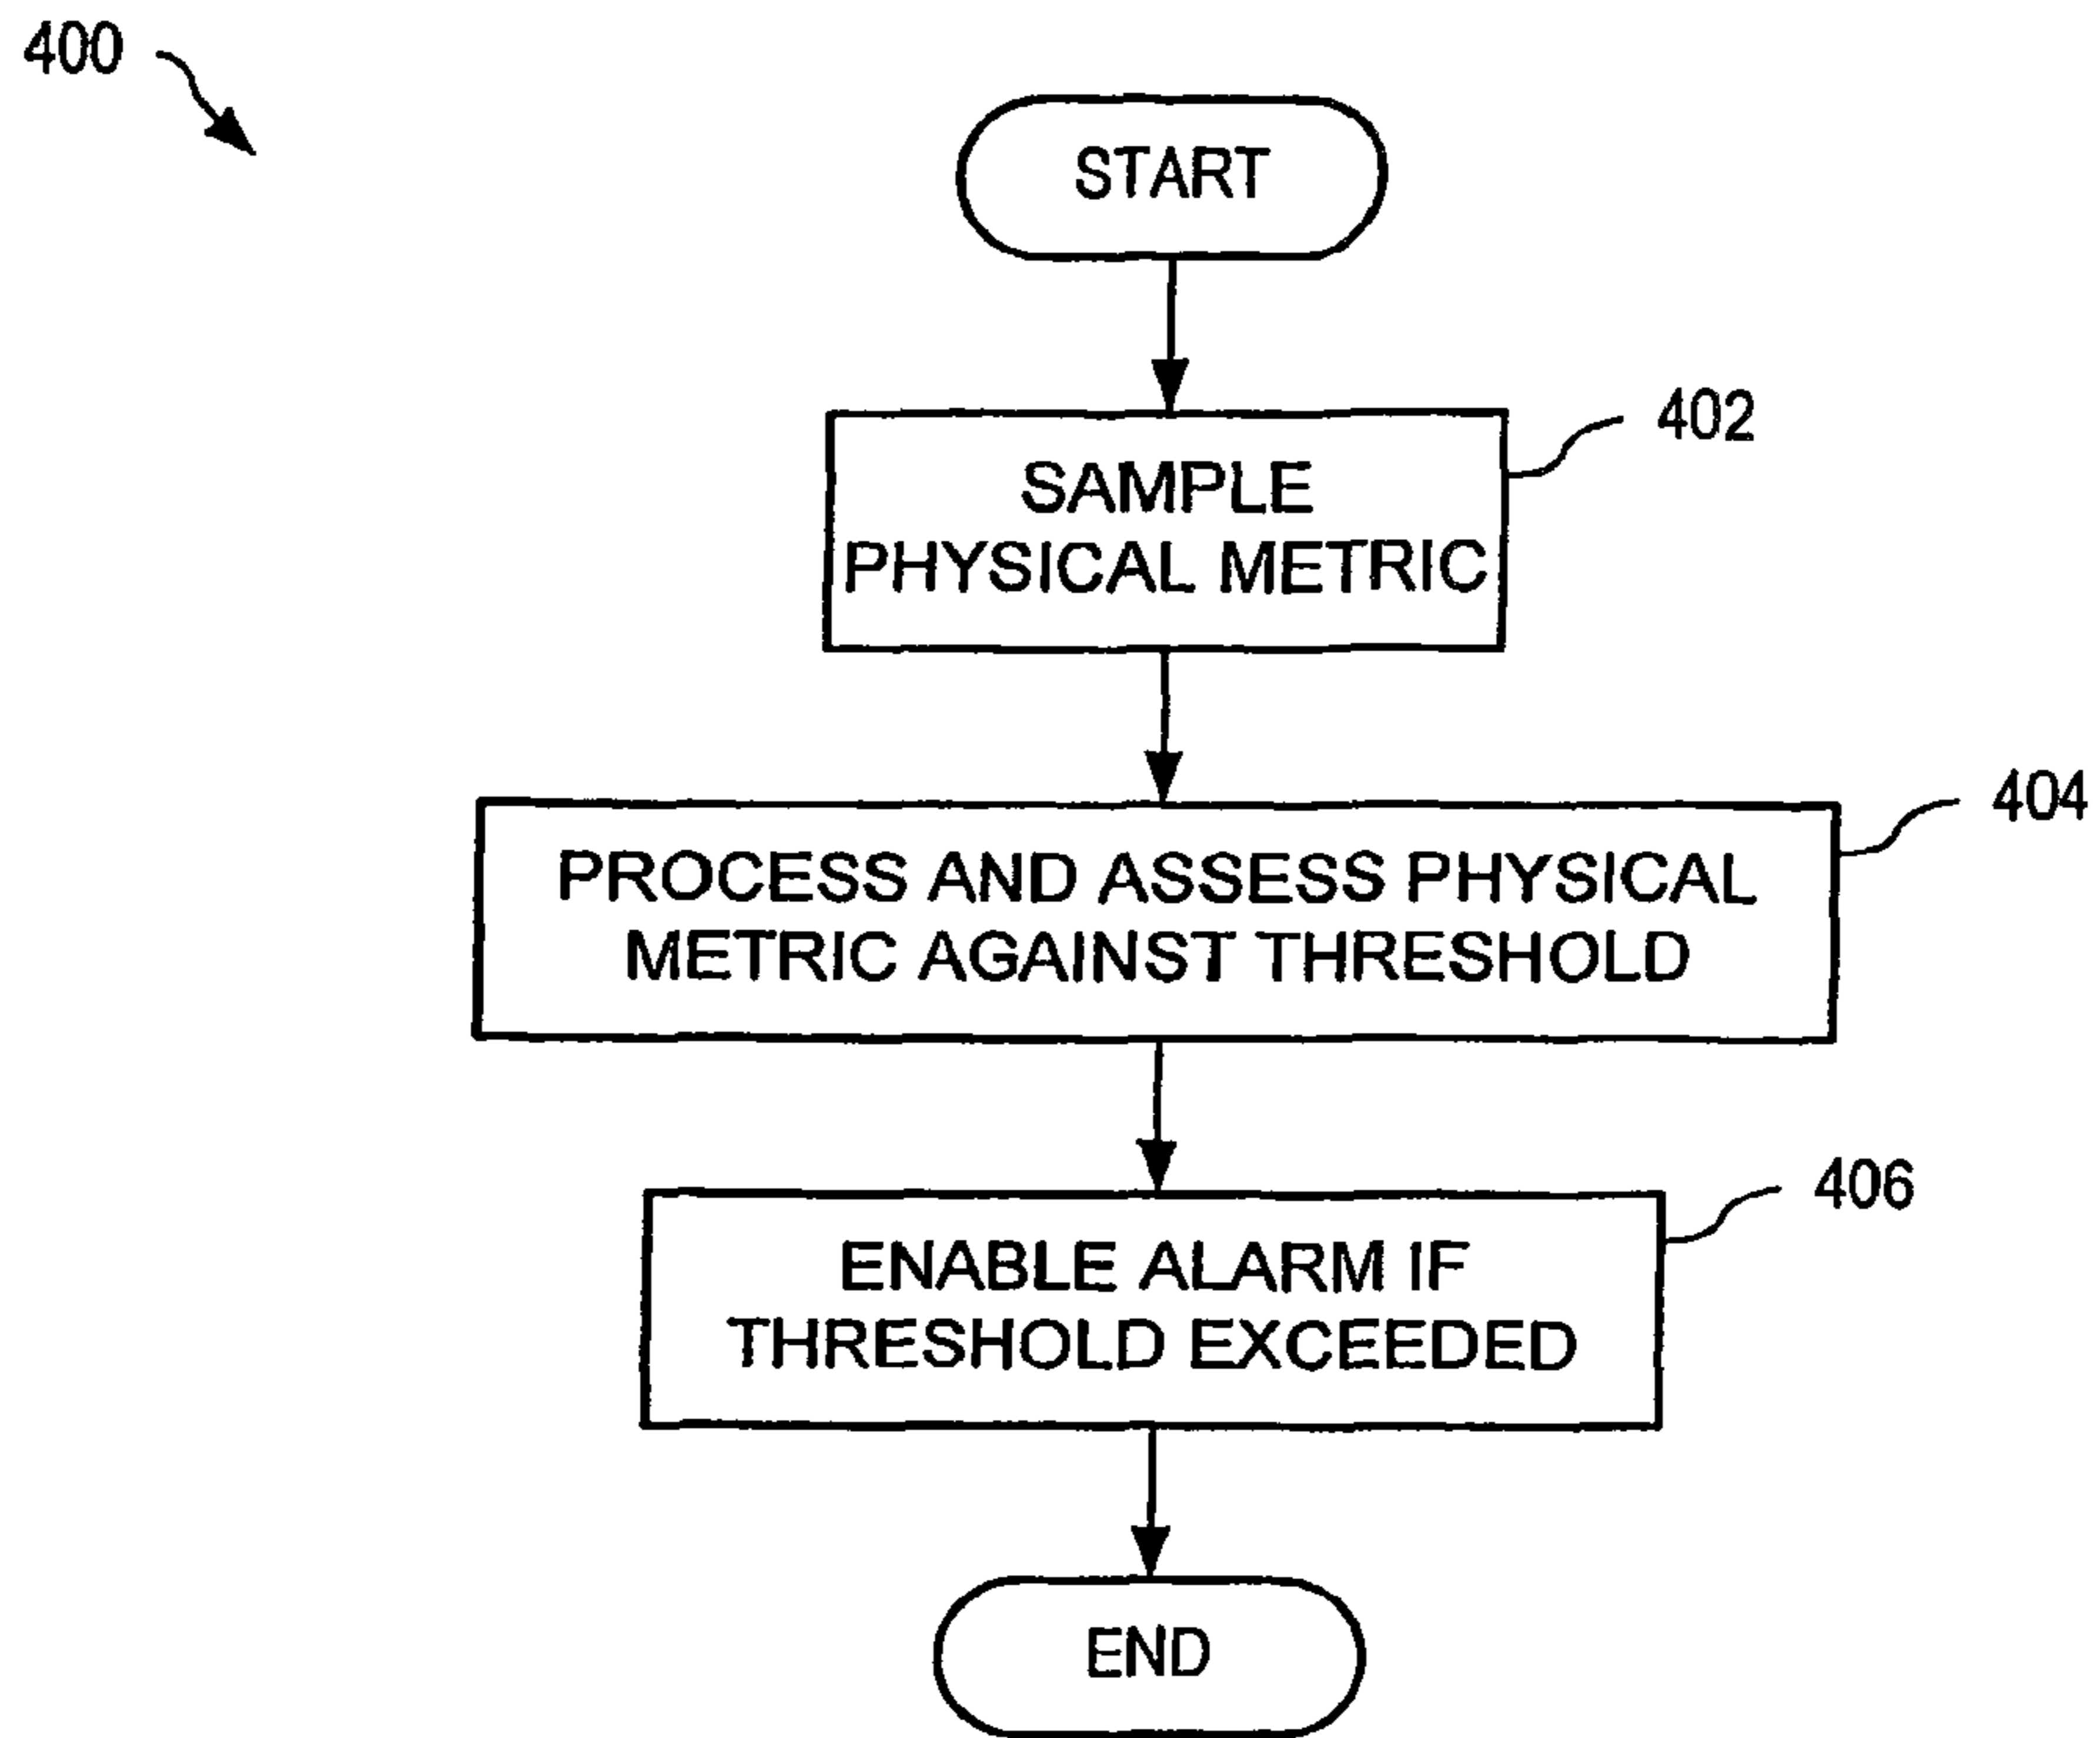 400
START
402
SAMPLE
PHYSICAL METRIC
404
PROCESS AND ASSESS PHYSICAL
METRIC AGAINST THRESHOLD
406
ENABLE ALARM IF
THRESHOLD EXCEEDED
END